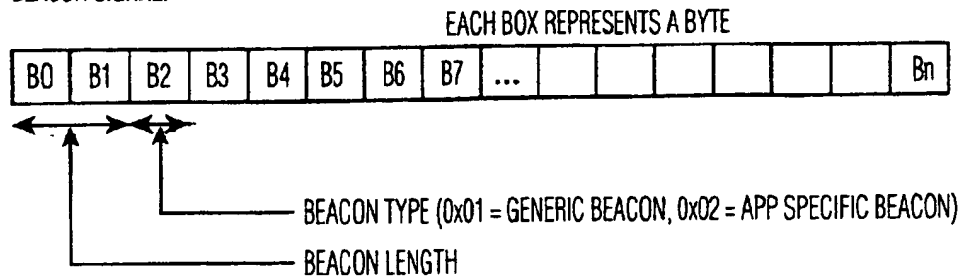 EACH BOX REPRESENTS A BYTE
B0 B1 B2 B3 B4 B5 B6 B7 ... Bn
BEACON TYPE (0x01 = GENERIC BEACON, 0x02 = APP SPECIFIC BEACON)
BEACON LENGTH